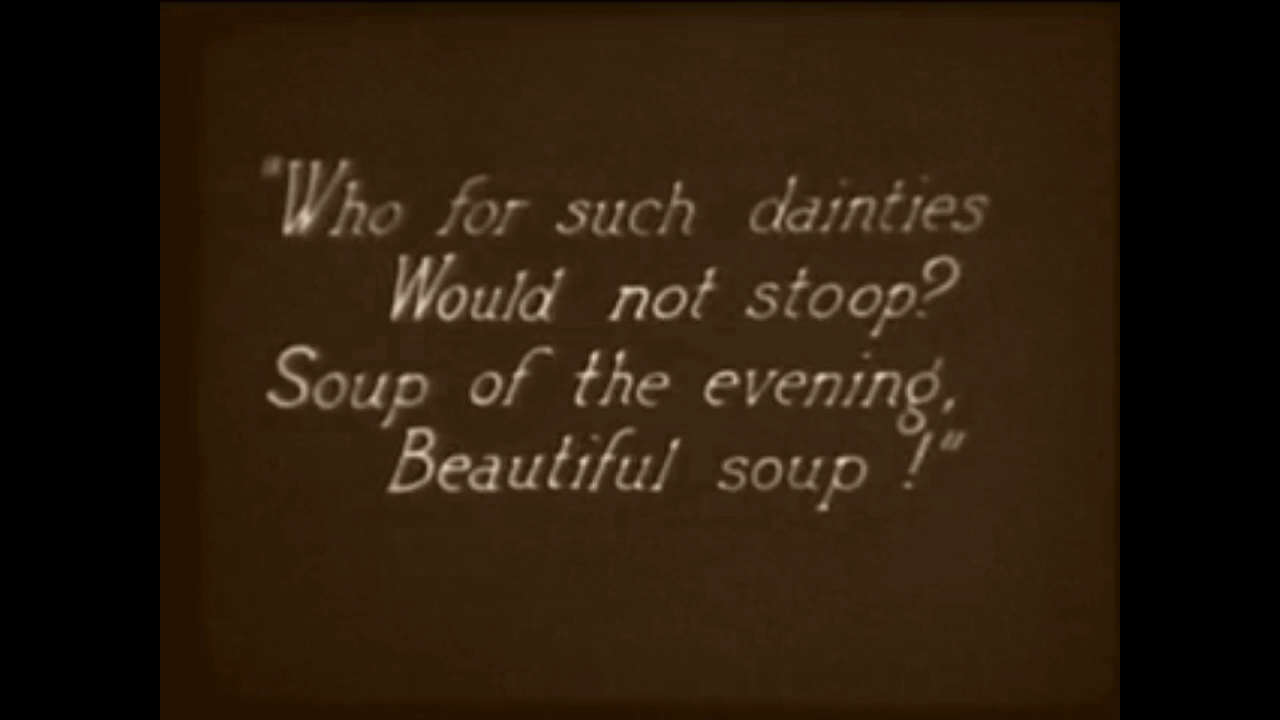 "Who for such dainties
Would not stoop?
Soup of the evening,
Beautiful soup!"